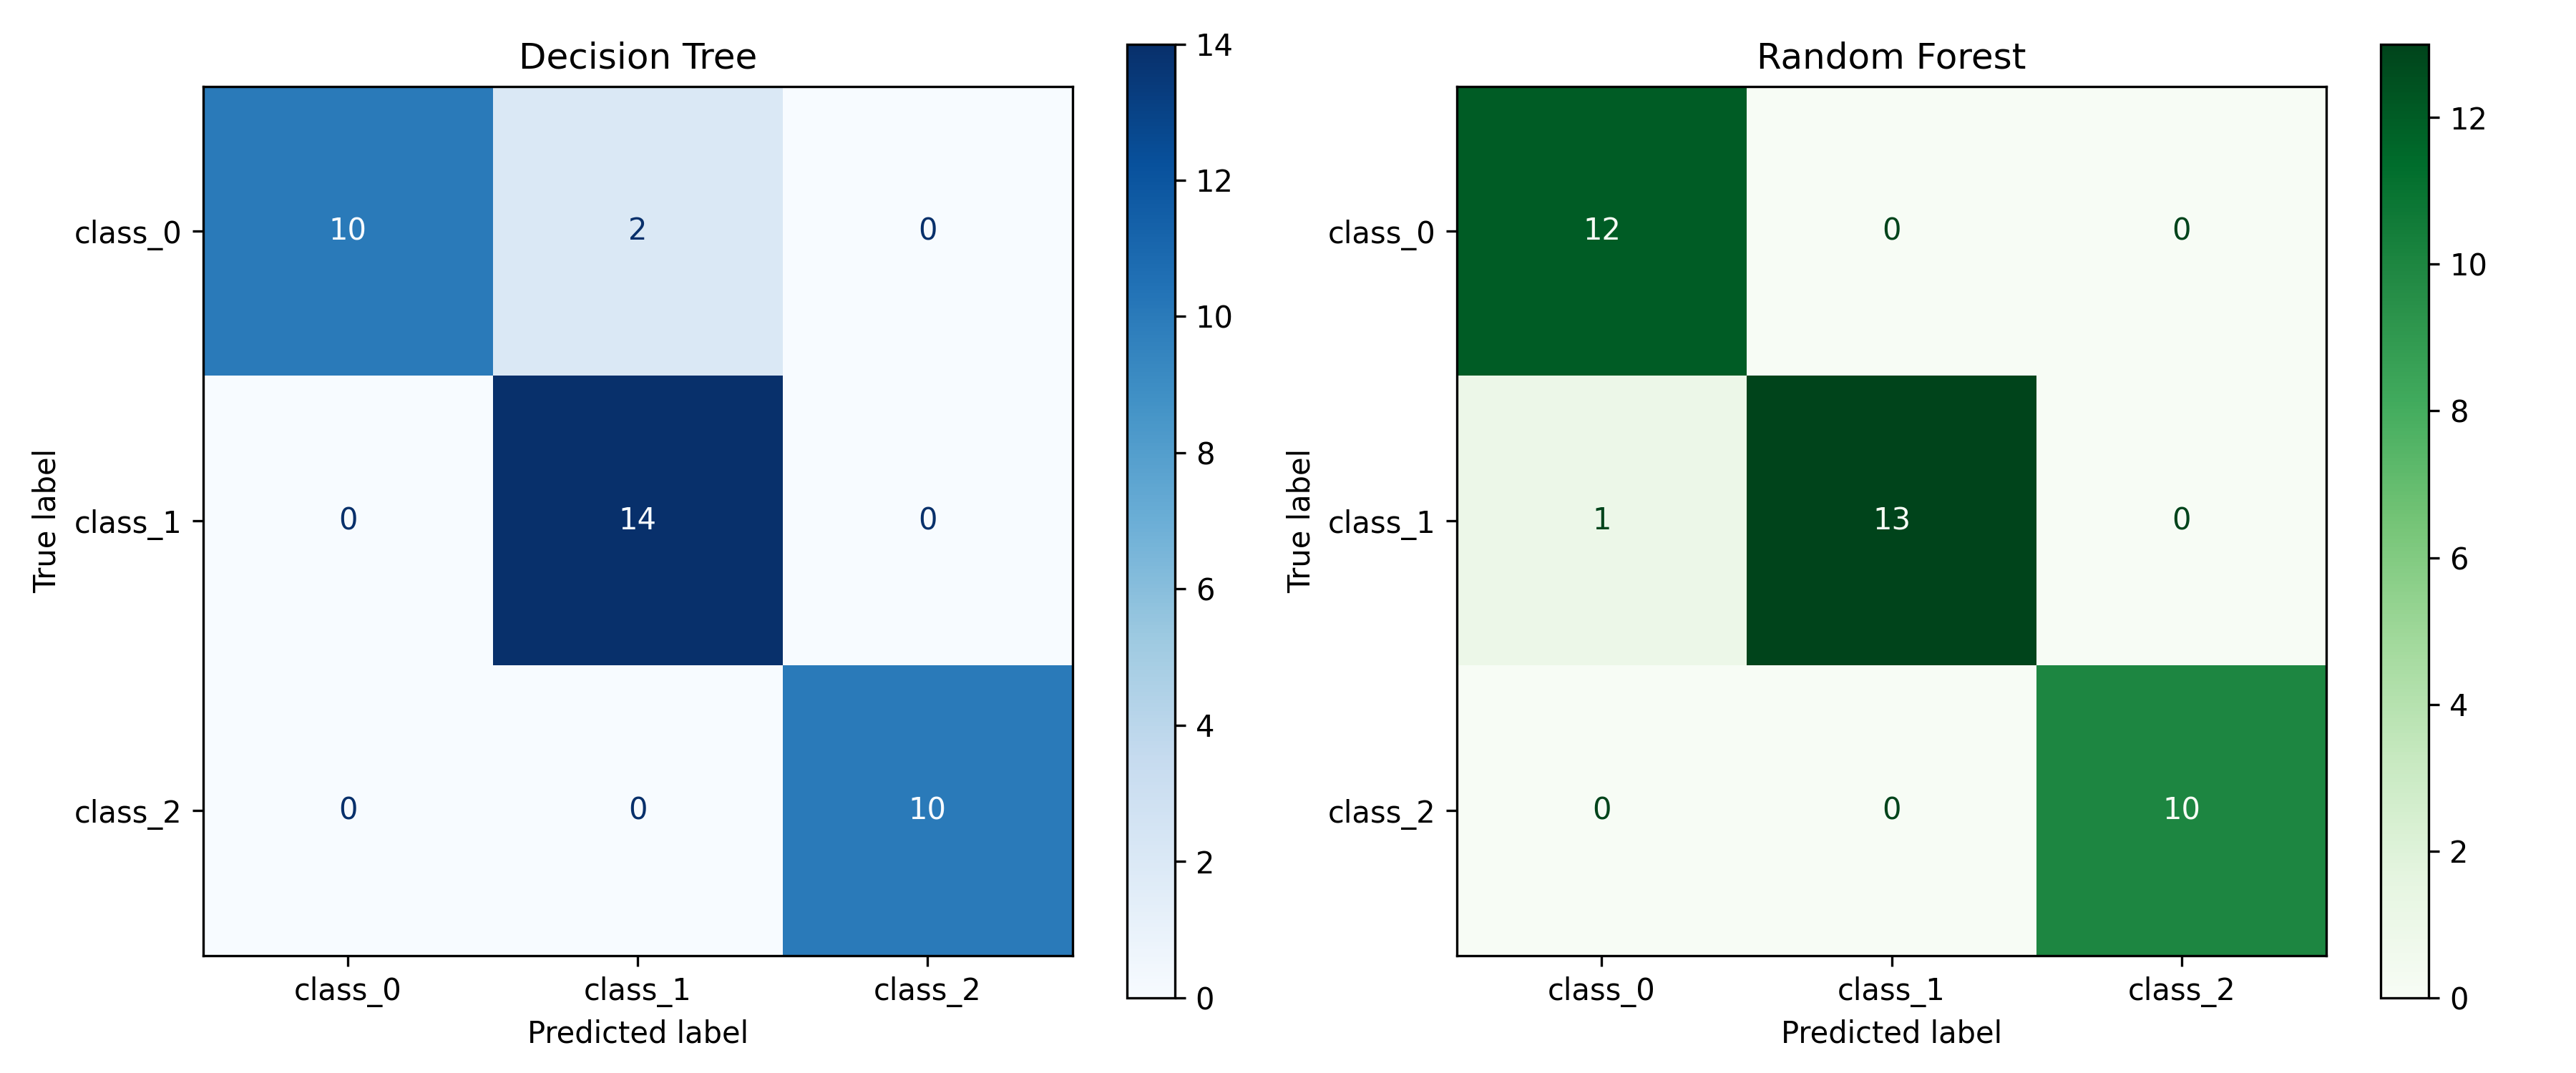 Decision Tree
class_0 10 2 0
class_1 0 14 0
class_2 0 0 10
class_0 class_1 class_2
Predicted label
True label
14
12
10
8
6
4
2
0
Random Forest
class_0 12 0 0
class_1 1 13 0
class_2 0 0 10
class_0 class_1 class_2
Predicted label
True label
12
10
8
6
4
2
0